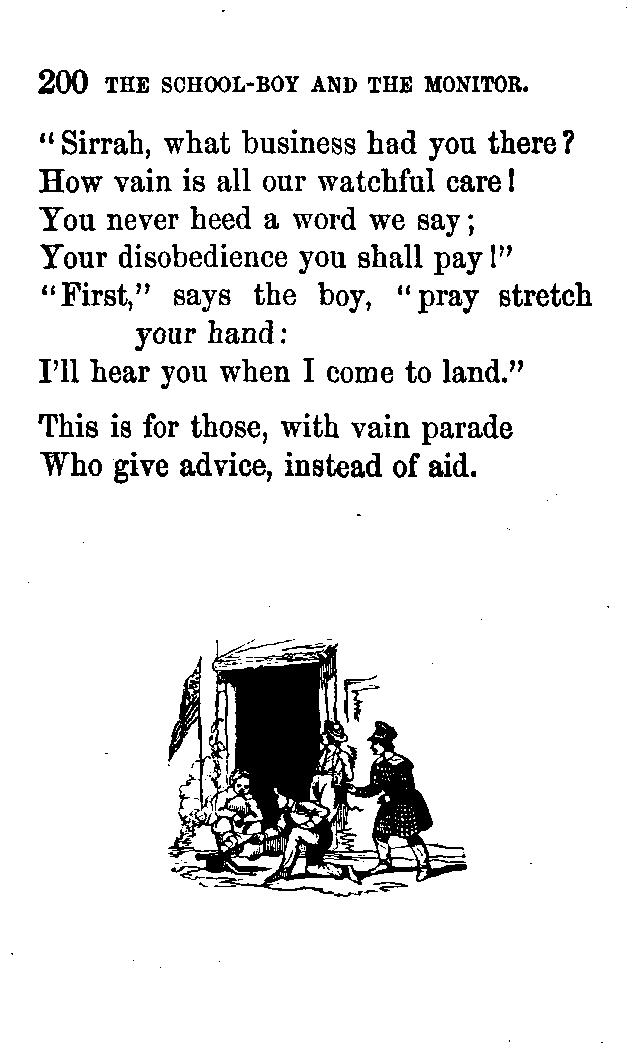 200 THE SCHOOL-BOY AND THE MONITOR.
“Sirrah, what business had you there?
How vain is all our watchful care!
You never heed a word we say;
Your disobedience you shall pay!”
“First,” says the boy, “pray stretch
your hand:
I’ll hear you when I come to land.”
This is for those, with vain parade
Who give advice, instead of aid.